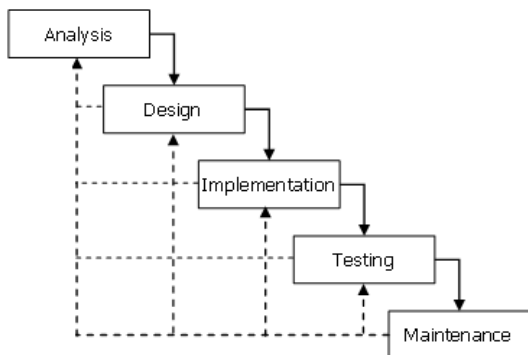 Analysis
Design
Implementation
Testing
Maintenance